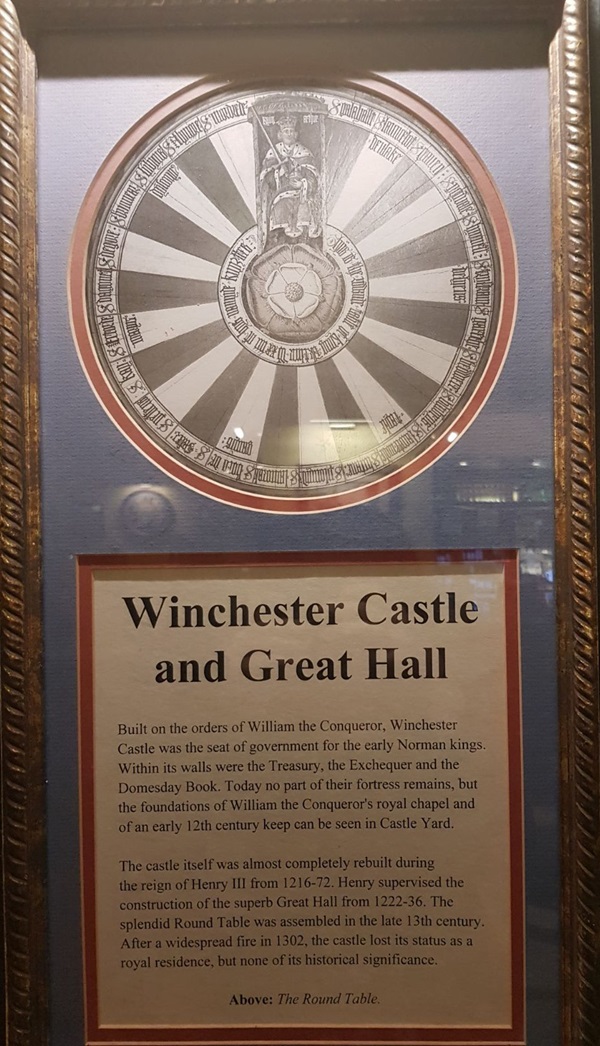 Winchester Castle
and Great Hall
Built on the orders of William the Conqueror, Winchester
Castle was the seat of government for the early Norman kings.
Within its walls were the Treasury, the Exchequer and the
Domesday Book. Today no part of their fortress remains, but
the foundations of William the Conqueror's royal chapel and
of an early 12th century keep can be seen in Castle Yard.
The castle itself was almost completely rebuilt during
the reign of Henry III from 1216-72. Henry supervised the
construction of the superb Great Hall from 1222-36. The
splendid Round Table was assembled in the late 13th century.
After a widespread fire in 1302, the castle lost its status as a
royal residence, but none of its historical significance.
Above: The Round Table.